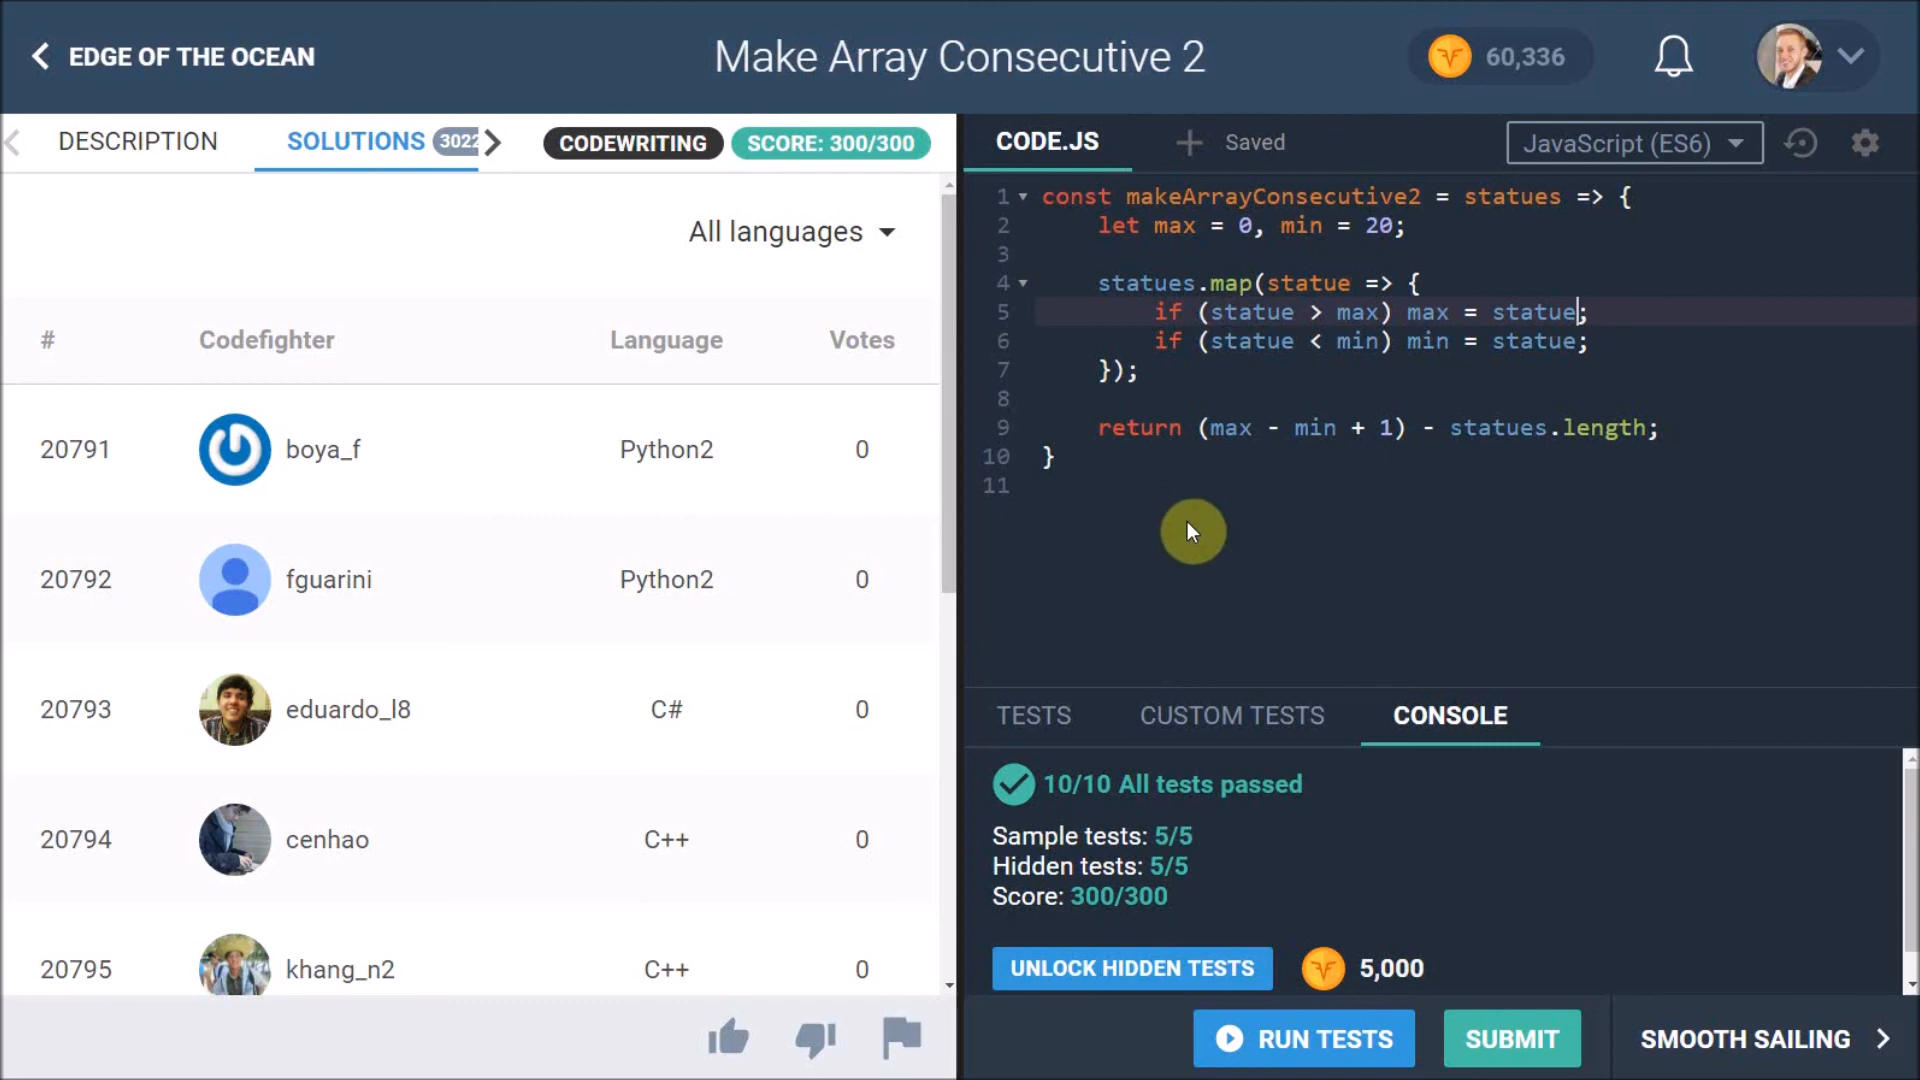 EDGE OF THE OCEAN
Make Array Consecutive 2
60,336
DESCRIPTION
SOLUTIONS 3022
CODEWRITING
SCORE: 300/300
All languages
# Codefighter Language Votes
20791 boya_f Python2 0
20792 fguarini Python2 0
20793 eduardo_l8 C# 0
20794 cenhao C++ 0
20795 khang_n2 C++ 0
CODE.JS
Saved
JavaScript (ES6)
1 const makeArrayConsecutive2 = statues => {
2 let max = 0, min = 20;
3
4 statues.map(statue => {
5 if (statue > max) max = statue;
6 if (statue < min) min = statue;
7 });
8
9 return (max - min + 1) - statues.length;
10 }
11
TESTS
CUSTOM TESTS
CONSOLE
10/10 All tests passed
Sample tests: 5/5
Hidden tests: 5/5
Score: 300/300
UNLOCK HIDDEN TESTS
5,000
RUN TESTS
SUBMIT
SMOOTH SAILING